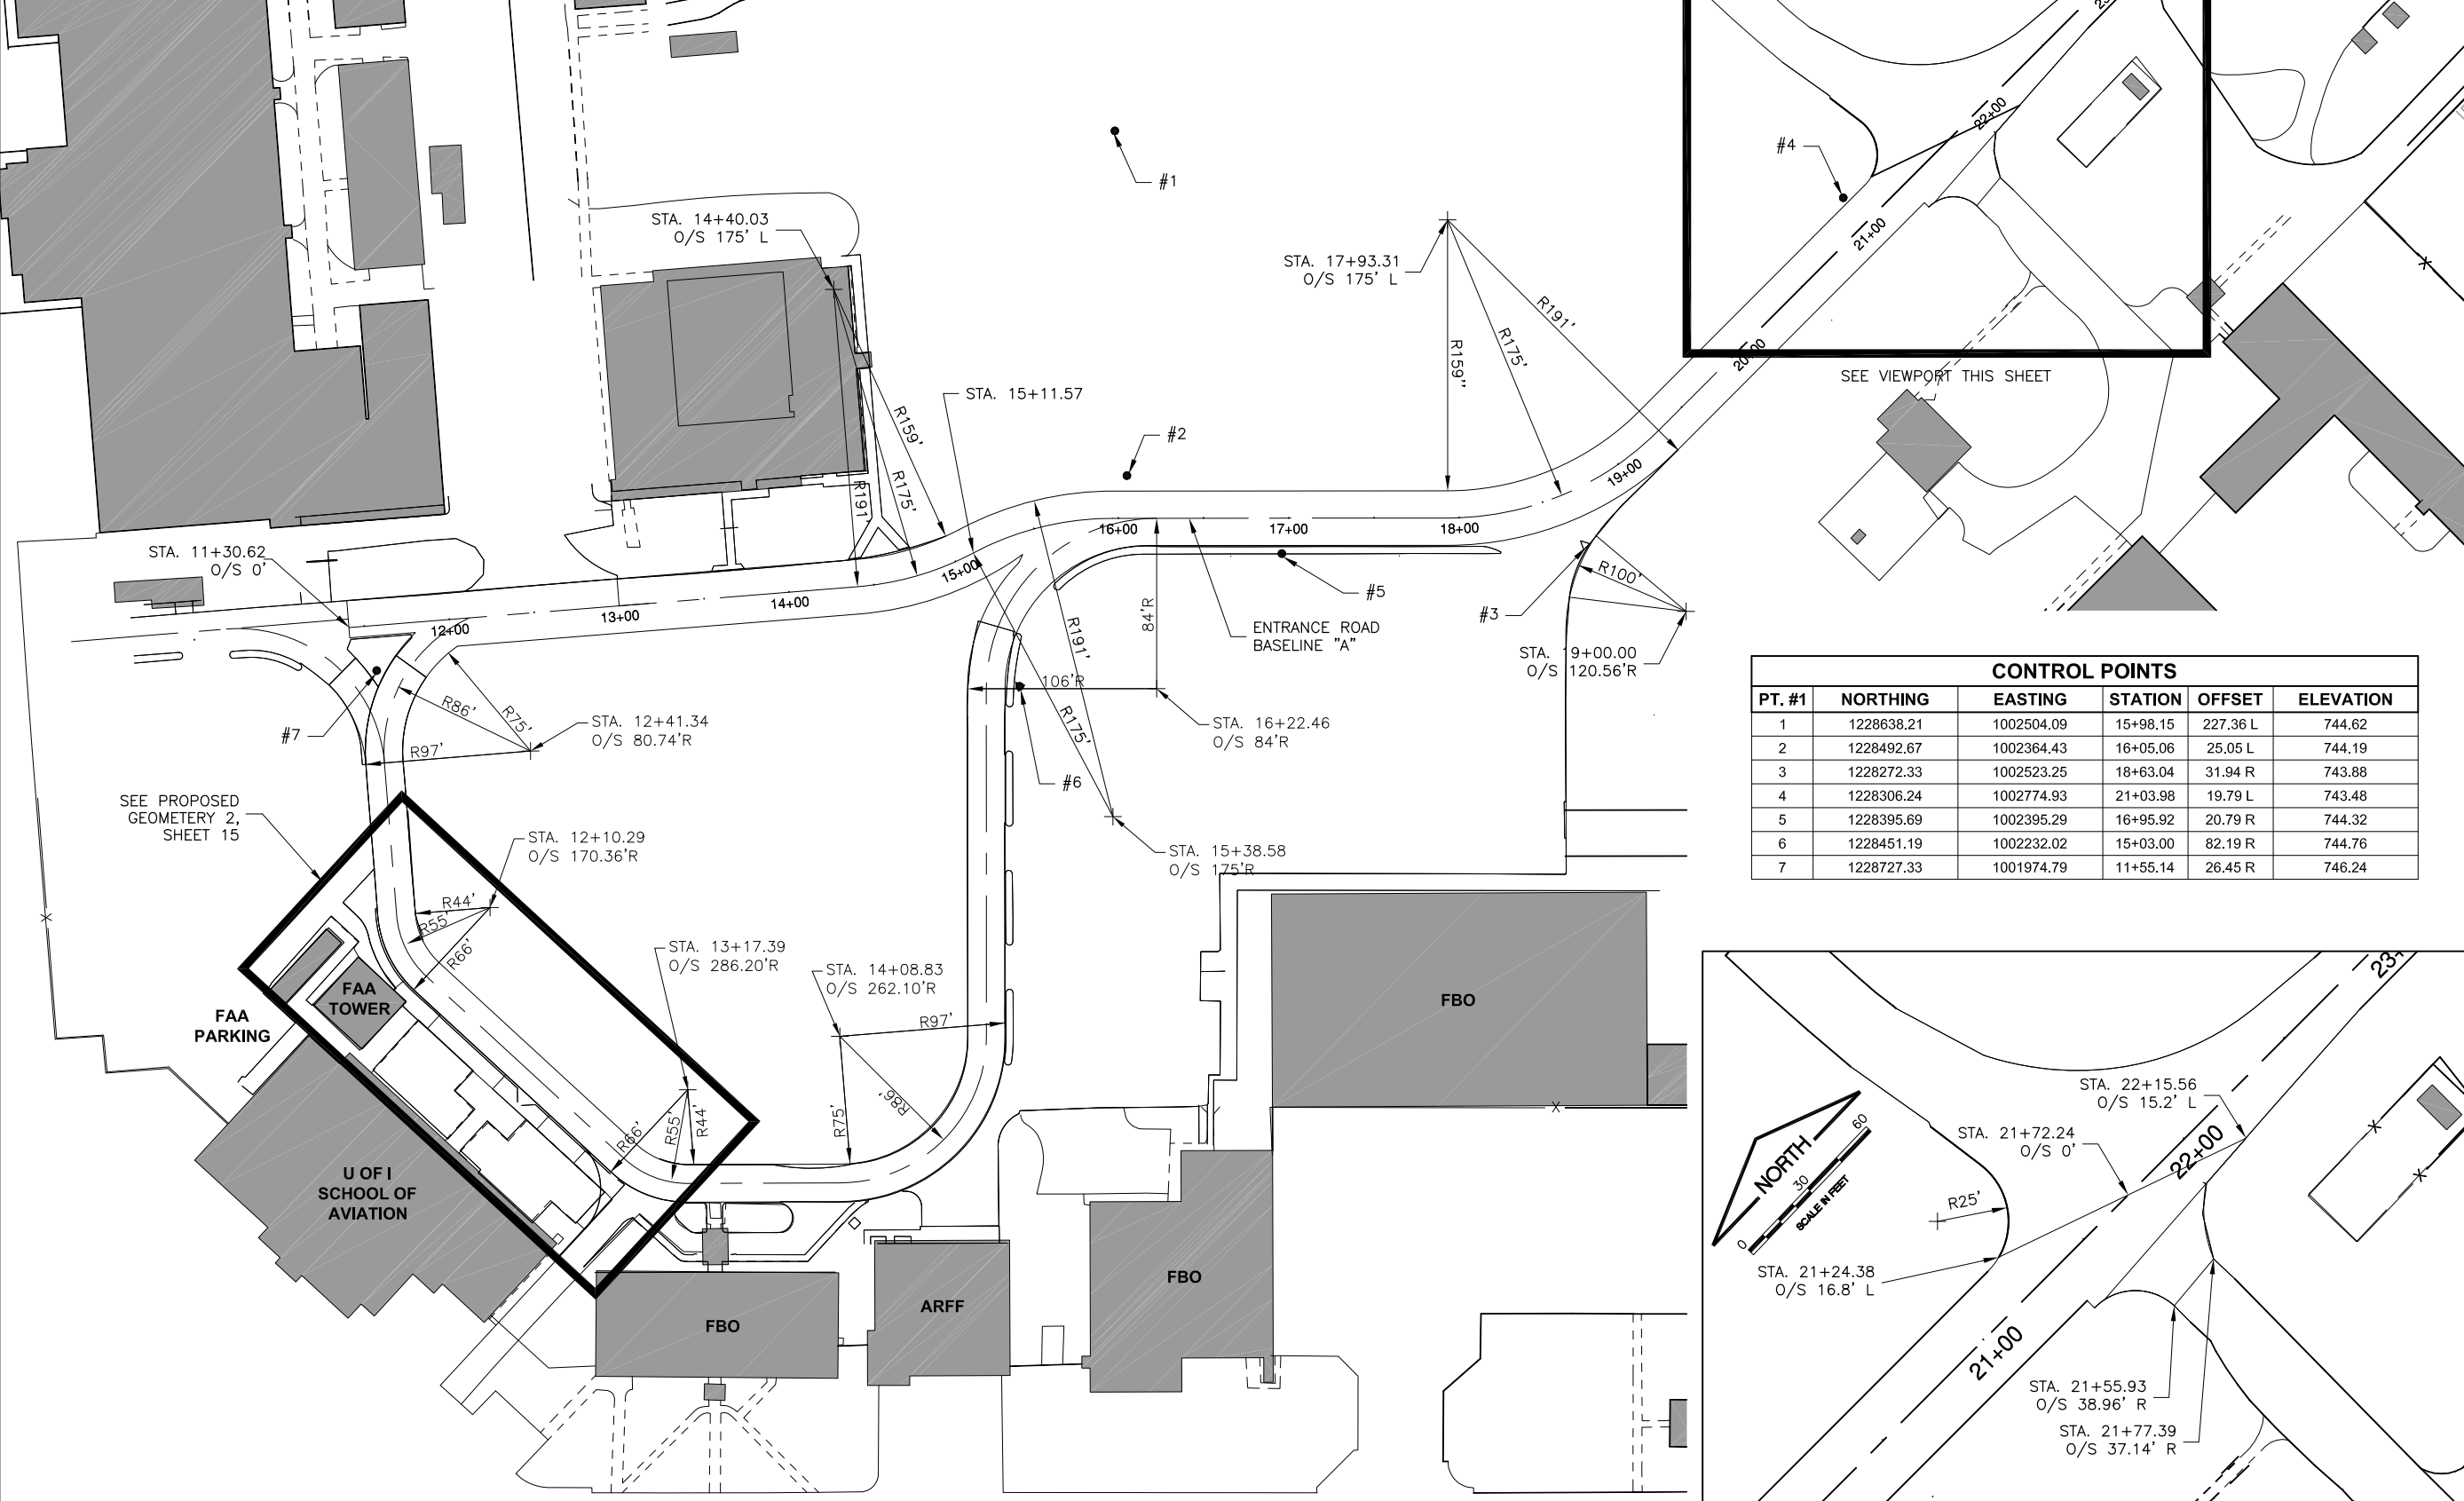 #1
STA. 14+40.03
O/S 175' L
STA. 17+93.31
O/S 175' L
#4
22+00
21+00
20+00
SEE VIEWPORT THIS SHEET
R191'
R175'
R159''
STA. 15+11.57
#2
R159'
R175'
R191'
19+00
16+00
17+00
18+00
STA. 11+30.62
O/S 0'
12+00
13+00
14+00
15+00
#5
R100'
#3
84'R
ENTRANCE ROAD
BASELINE "A"
STA. 19+00.00
O/S 120.56'R
R191'
106'R
R175'
R86'
R75'
R97'
#7
STA. 12+41.34
O/S 80.74'R
STA. 16+22.46
O/S 84'R
#6
SEE PROPOSED
GEOMETERY 2,
SHEET 15
STA. 12+10.29
O/S 170.36'R
STA. 15+38.58
O/S 175'R
R44'
R55'
R66'
STA. 13+17.39
O/S 286.20'R
STA. 14+08.83
O/S 262.10'R
R97'
R86'
R75'
R66'
R55'
R44'
FAA
TOWER
FAA
PARKING
U OF I
SCHOOL OF
AVIATION
FBO
ARFF
FBO
FBO
CONTROL POINTS
PT. #1 NORTHING EASTING STATION OFFSET ELEVATION
1 1228638.21 1002504.09 15+98.15 227.36 L 744.62
2 1228492.67 1002364.43 16+05.06 25.05 L 744.19
3 1228272.33 1002523.25 18+63.04 31.94 R 743.88
4 1228306.24 1002774.93 21+03.98 19.79 L 743.48
5 1228395.69 1002395.29 16+95.92 20.79 R 744.32
6 1228451.19 1002232.02 15+03.00 82.19 R 744.76
7 1228727.33 1001974.79 11+55.14 26.45 R 746.24
STA. 22+15.56
O/S 15.2' L
STA. 21+72.24
O/S 0'
22+00
NORTH
0
30
60
SCALE IN FEET
R25'
STA. 21+24.38
O/S 16.8' L
21+00
STA. 21+55.93
O/S 38.96' R
STA. 21+77.39
O/S 37.14' R